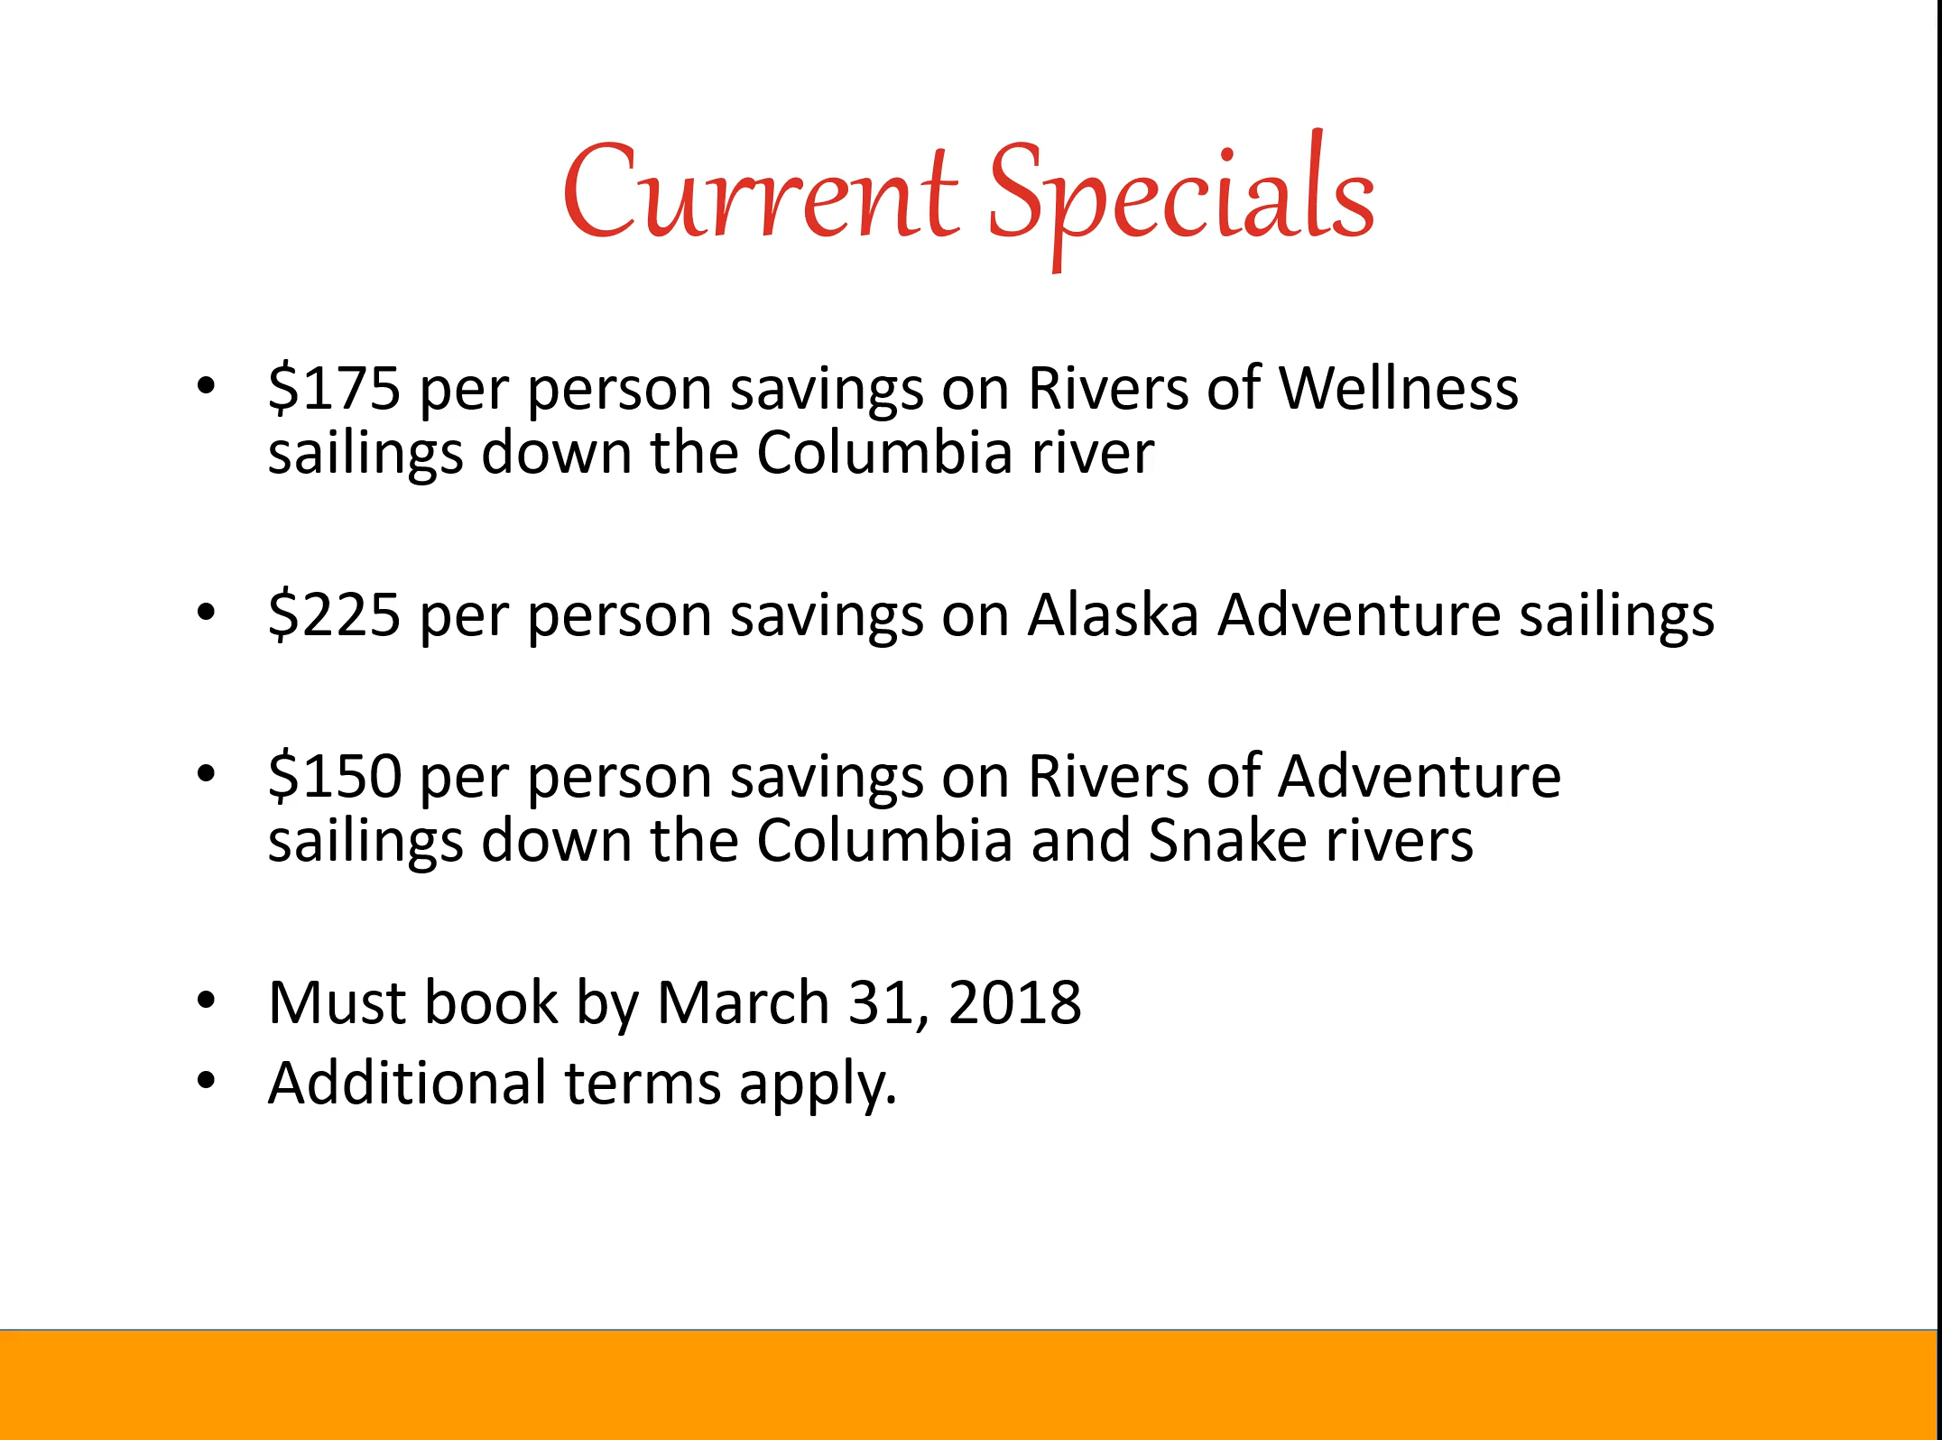 Current Specials
• $175 per person savings on Rivers of Wellness
sailings down the Columbia river
• $225 per person savings on Alaska Adventure sailings
• $150 per person savings on Rivers of Adventure
sailings down the Columbia and Snake rivers
• Must book by March 31, 2018
• Additional terms apply.